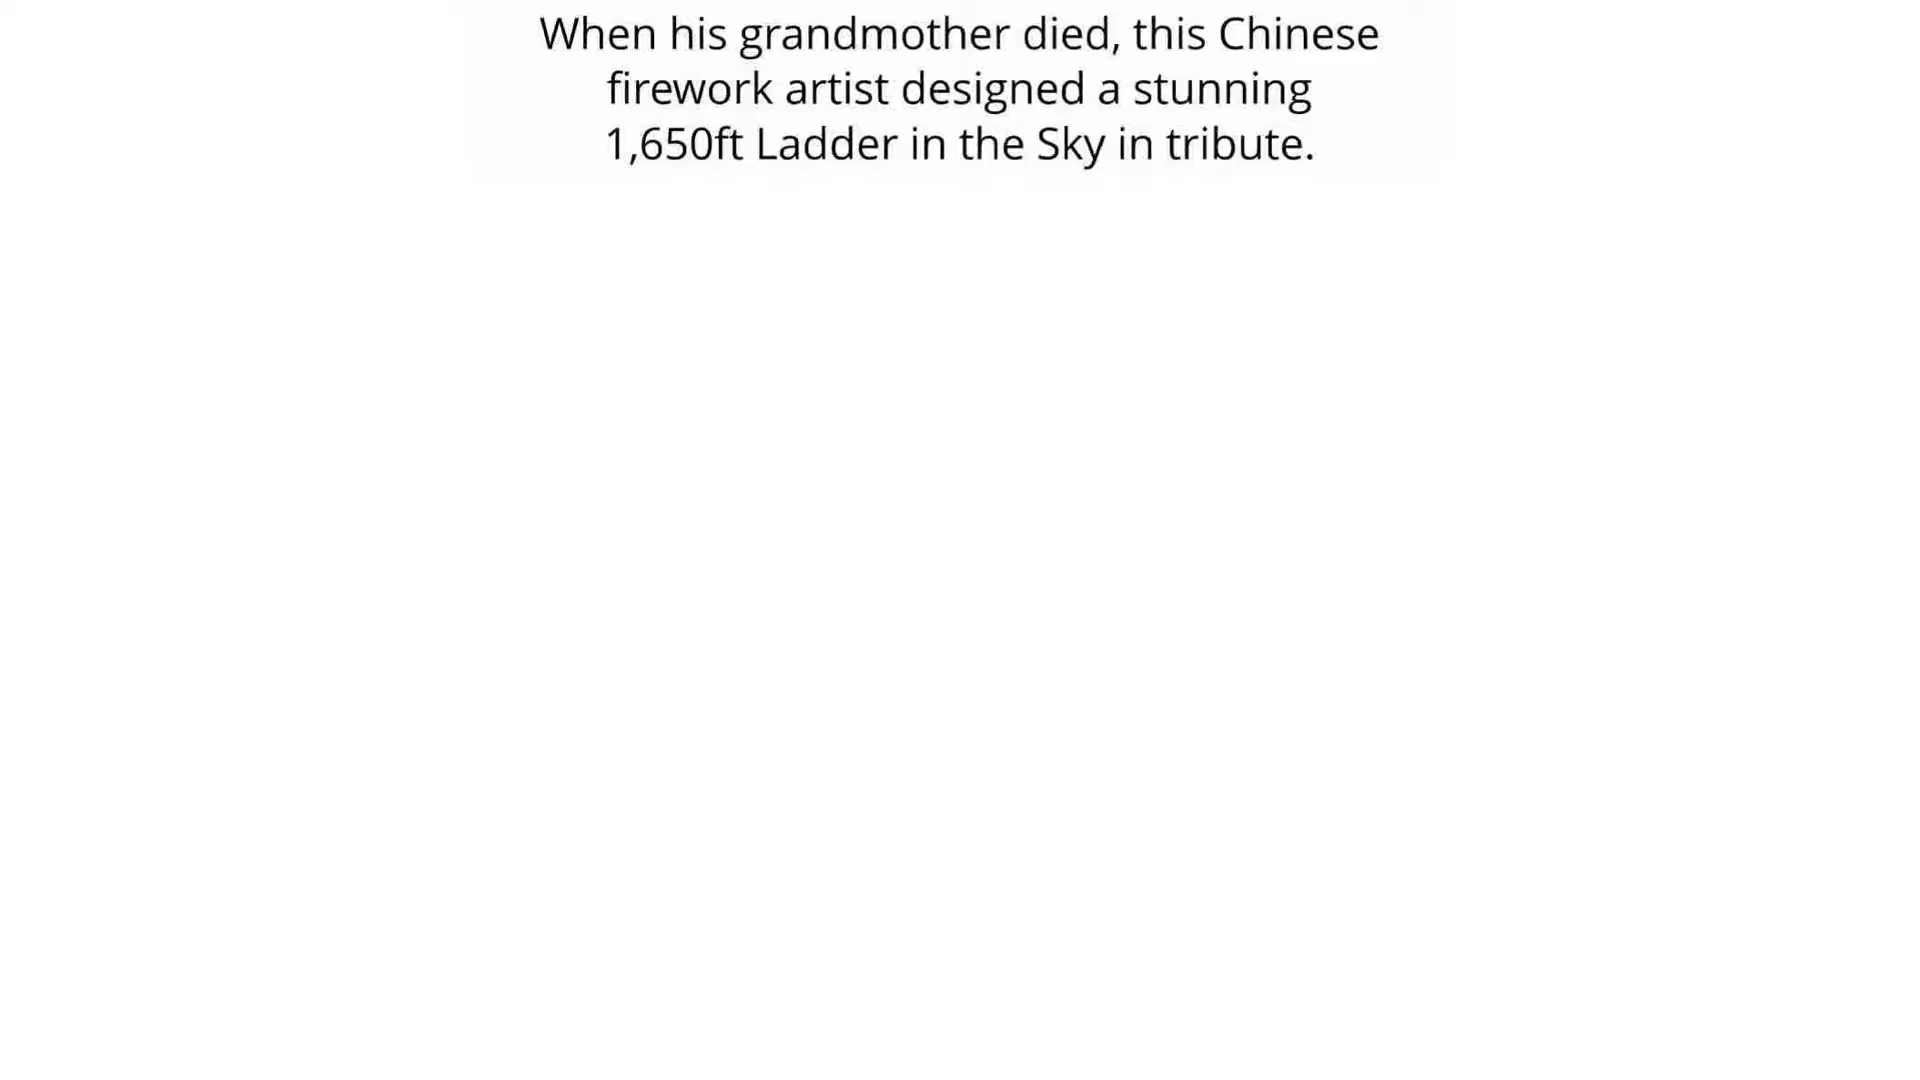 When his grandmother died, this Chinese
firework artist designed a stunning
1,650ft Ladder in the Sky in tribute.